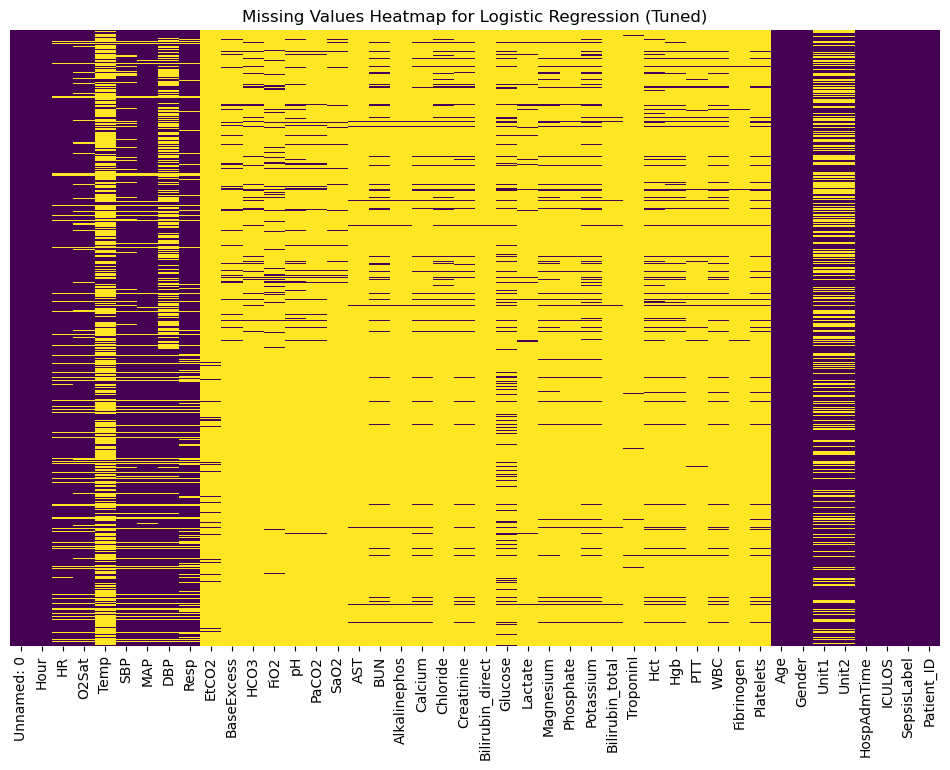 Missing Values Heatmap for Logistic Regression (Tuned)
Unnamed: 0
Hour
HR
O2Sat
Temp
SBP
MAP
DBP
Resp
EtCO2
BaseExcess
HCO3
FiO2
pH
PaCO2
SaO2
AST
BUN
Alkalinephos
Calcium
Chloride
Creatinine
Bilirubin_direct
Glucose
Lactate
Magnesium
Phosphate
Potassium
Bilirubin_total
TroponinI
Hct
Hgb
PTT
WBC
Fibrinogen
Platelets
Age
Gender
Unit1
Unit2
HospAdmTime
ICULOS
SepsisLabel
Patient_ID